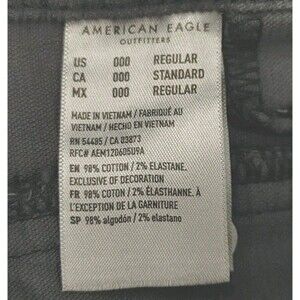 AMERICAN EAGLE
OUTFITTERS
US 000 REGULAR
CA 000 STANDARD
MX 000 REGULAR
MADE IN VIETNAM / FABRIQUÉ AU
VIETNAM / HECHO EN VIETNAM
RN 54485 / CA 03873
RFC# AEM120605U9A
EN 98% COTTON / 2% ELASTANE,
EXCLUSIVE OF DECORATION
FR 98% COTON / 2% ÉLASTHANNE, À
L'EXCEPTION DE LA GARNITURE
SP 98% algodón / 2% elastano